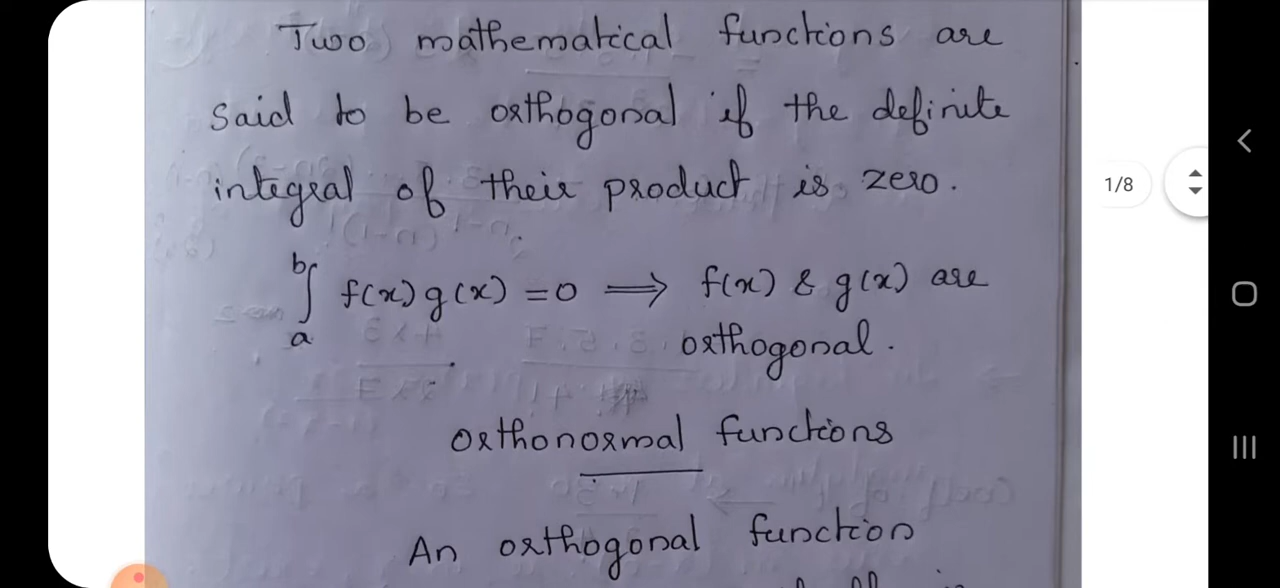 Two mathematical functions are
said to be orthogonal if the definite
integral of their product is zero.
b
∫ f(x) g(x) = 0 ⟹ f(x) & g(x) are
a
orthogonal.
orthonormal functions
An orthogonal function
1/8